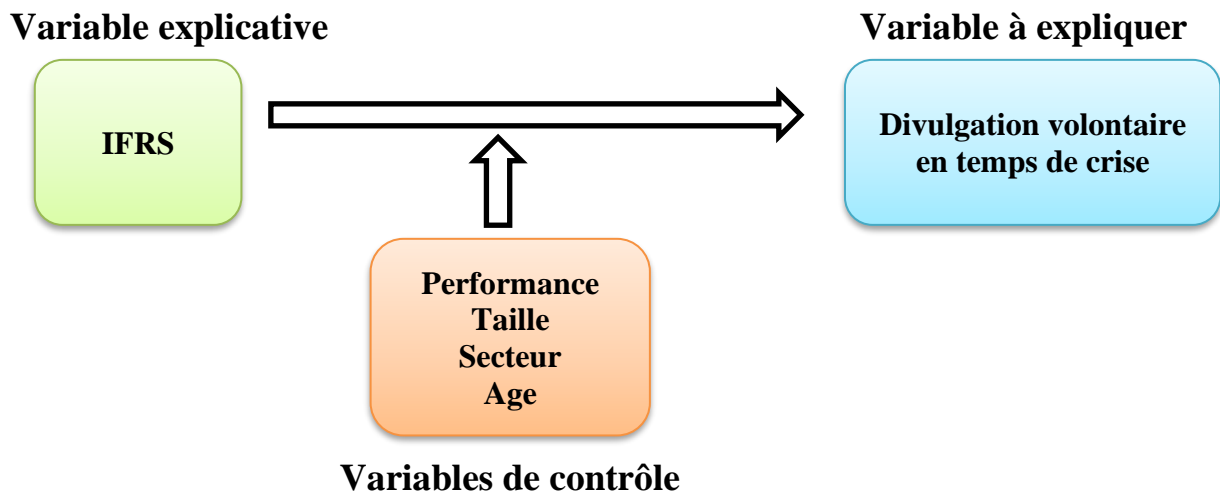 Variable explicative
Variable à expliquer
IFRS
Divulgation volontaire
en temps de crise
Performance
Taille
Secteur
Age
Variables de contrôle